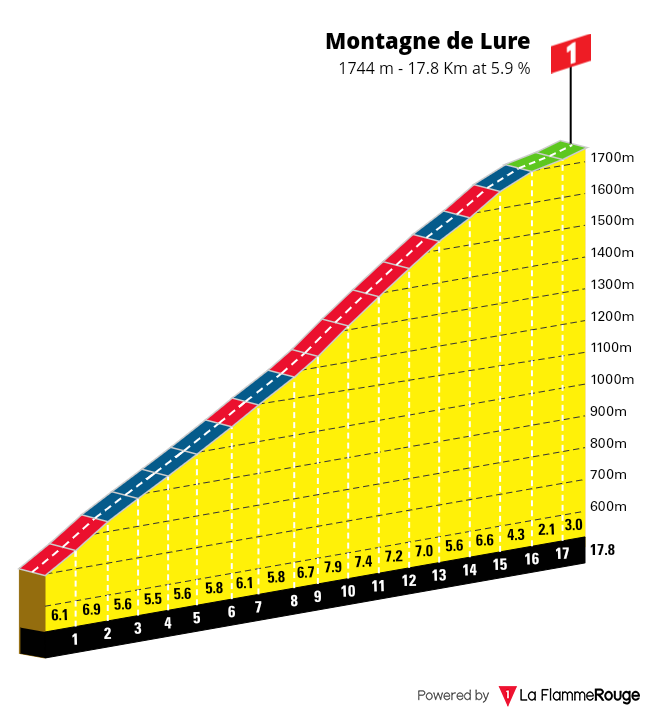 Montagne de Lure
1744 m - 17.8 Km at 5.9 %
1
1700m
1600m
1500m
1400m
1300m
1200m
1100m
1000m
900m
800m
700m
600m
6.1 6.9 5.6 5.5 5.6 5.8 6.1 5.8 6.7 7.9 7.4 7.2 7.0 5.6 6.6 4.3 2.1 3.0
1 2 3 4 5 6 7 8 9 10 11 12 13 14 15 16 17 17.8
Powered by 1 La FlammeRouge